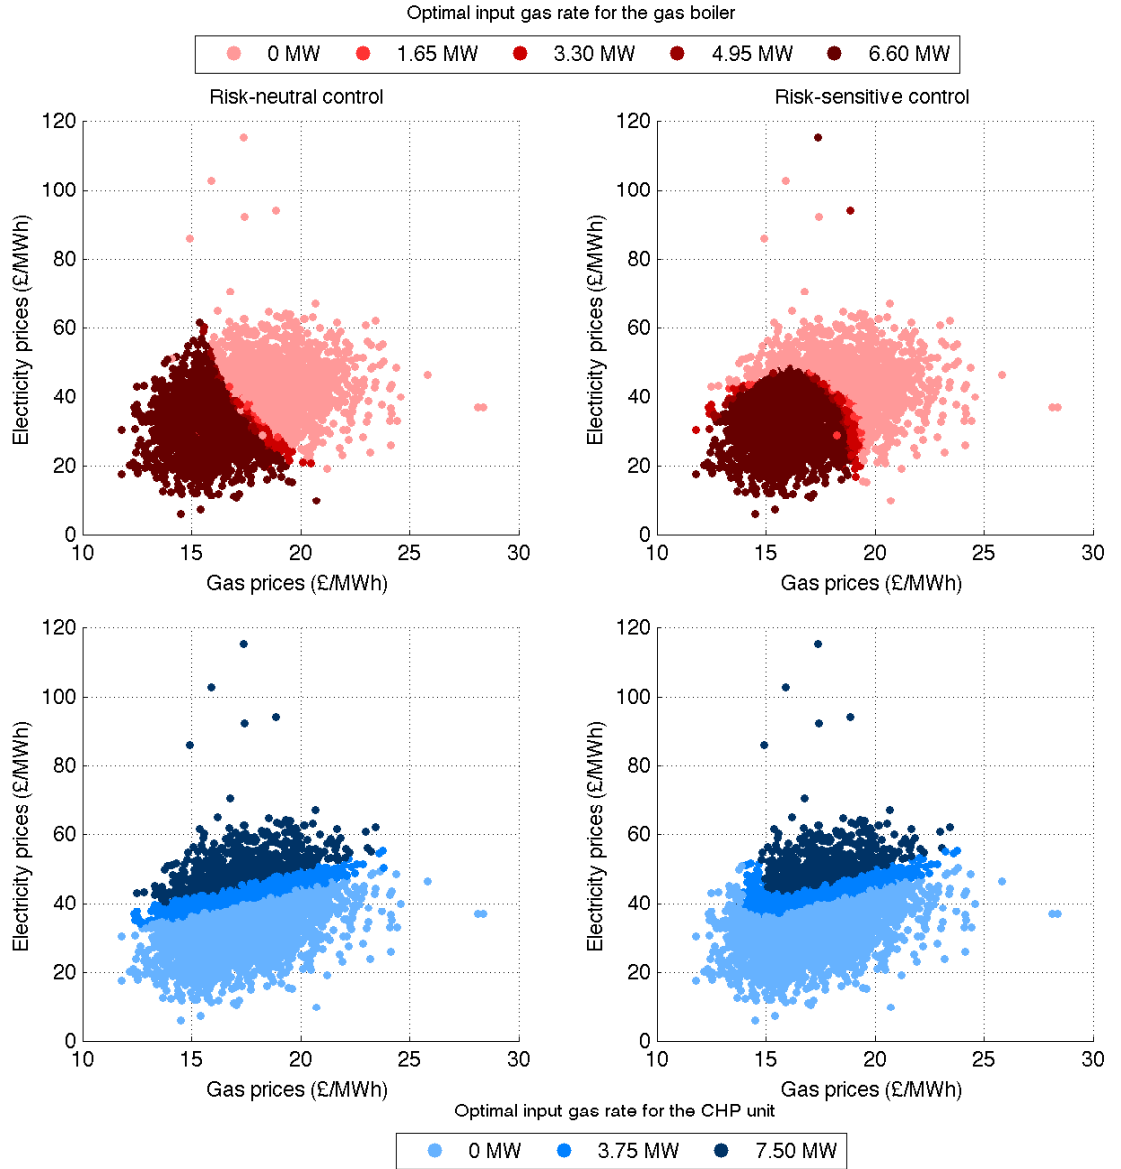 Optimal input gas rate for the gas boiler
0 MW 1.65 MW 3.30 MW 4.95 MW 6.60 MW
Risk-neutral control
120
100
80
60
40
20
0
10 15 20 25 30
Electricity prices (£/MWh)
Gas prices (£/MWh)
Risk-sensitive control
120
100
80
60
40
20
0
10 15 20 25 30
Electricity prices (£/MWh)
Gas prices (£/MWh)
120
100
80
60
40
20
0
10 15 20 25 30
Electricity prices (£/MWh)
Gas prices (£/MWh)
120
100
80
60
40
20
0
10 15 20 25 30
Electricity prices (£/MWh)
Gas prices (£/MWh)
Optimal input gas rate for the CHP unit
0 MW 3.75 MW 7.50 MW